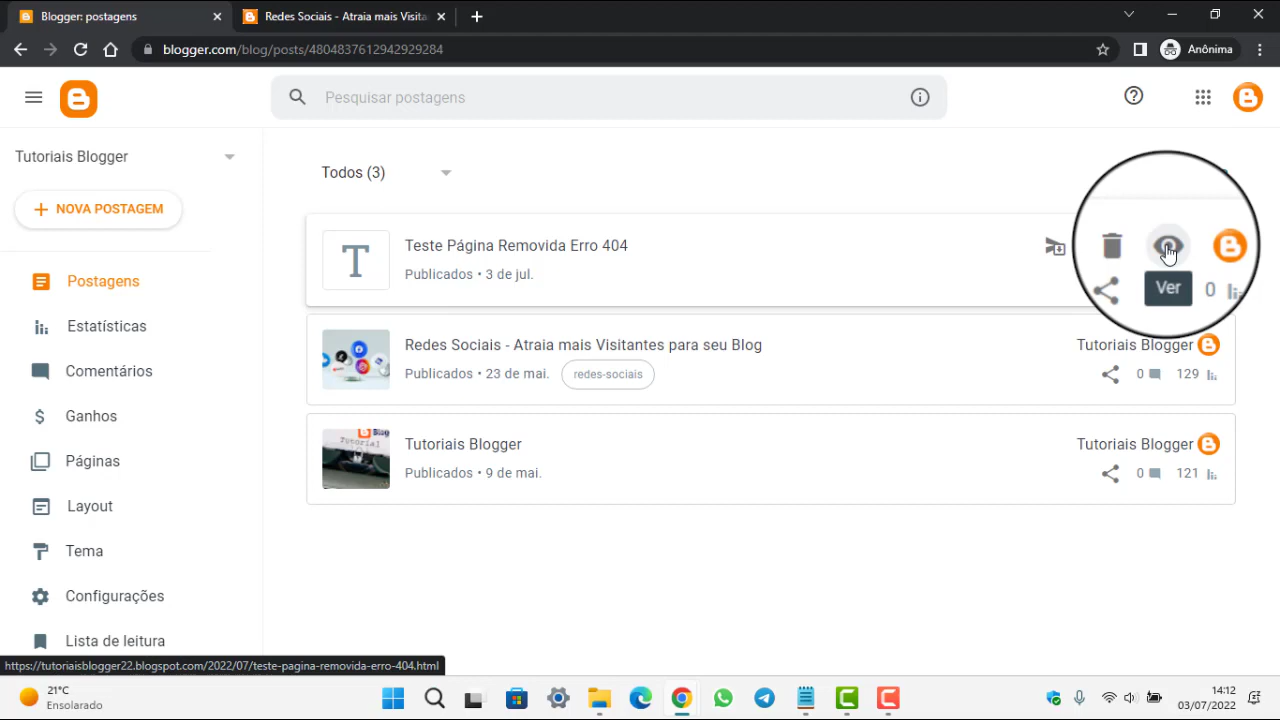 Blogger: postagens
Redes Sociais - Atraia mais Visita
blogger.com/blog/posts/4804837612942929284
Anônima
Pesquisar postagens
Tutoriais Blogger
NOVA POSTAGEM
Postagens
Estatísticas
Comentários
Ganhos
Páginas
Layout
Tema
Configurações
Lista de leitura
Todos (3)
Teste Página Removida Erro 404
Publicados • 3 de jul.
T
Ver
0
Redes Sociais - Atraia mais Visitantes para seu Blog
Publicados • 23 de mai.
redes-sociais
Tutoriais Blogger
0
129
Tutoriais Blogger
Publicados • 9 de mai.
Tutoriais Blogger
0
121
https://tutoriaisblogger22.blogspot.com/2022/07/teste-pagina-removida-erro-404.html
21°C
Ensolarado
14:12
03/07/2022